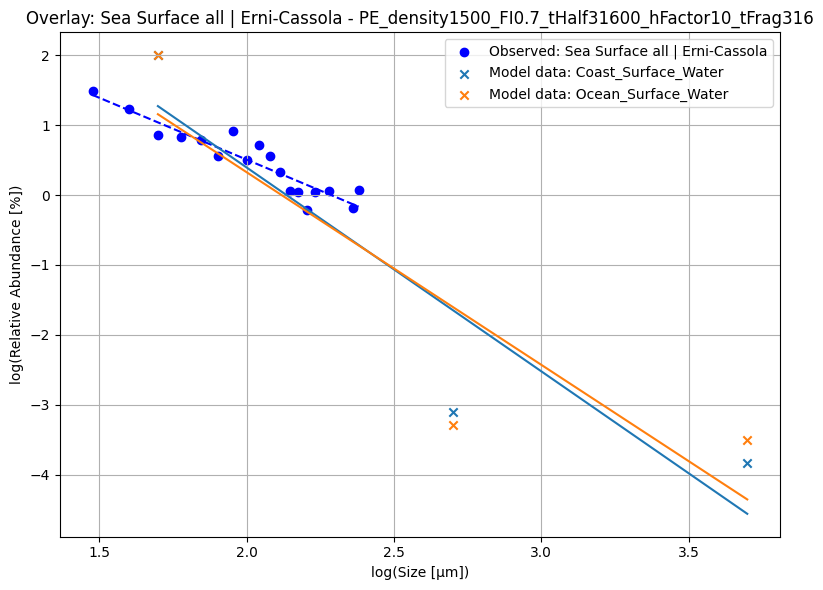 Overlay: Sea Surface all | Erni-Cassola - PE_density1500_FI0.7_tHalf31600_hFactor10_tFrag316
Observed: Sea Surface all | Erni-Cassola
Model data: Coast_Surface_Water
Model data: Ocean_Surface_Water
log(Relative Abundance [%])
2
1
0
−1
−2
−3
−4
1.5 2.0 2.5 3.0 3.5
log(Size [μm])